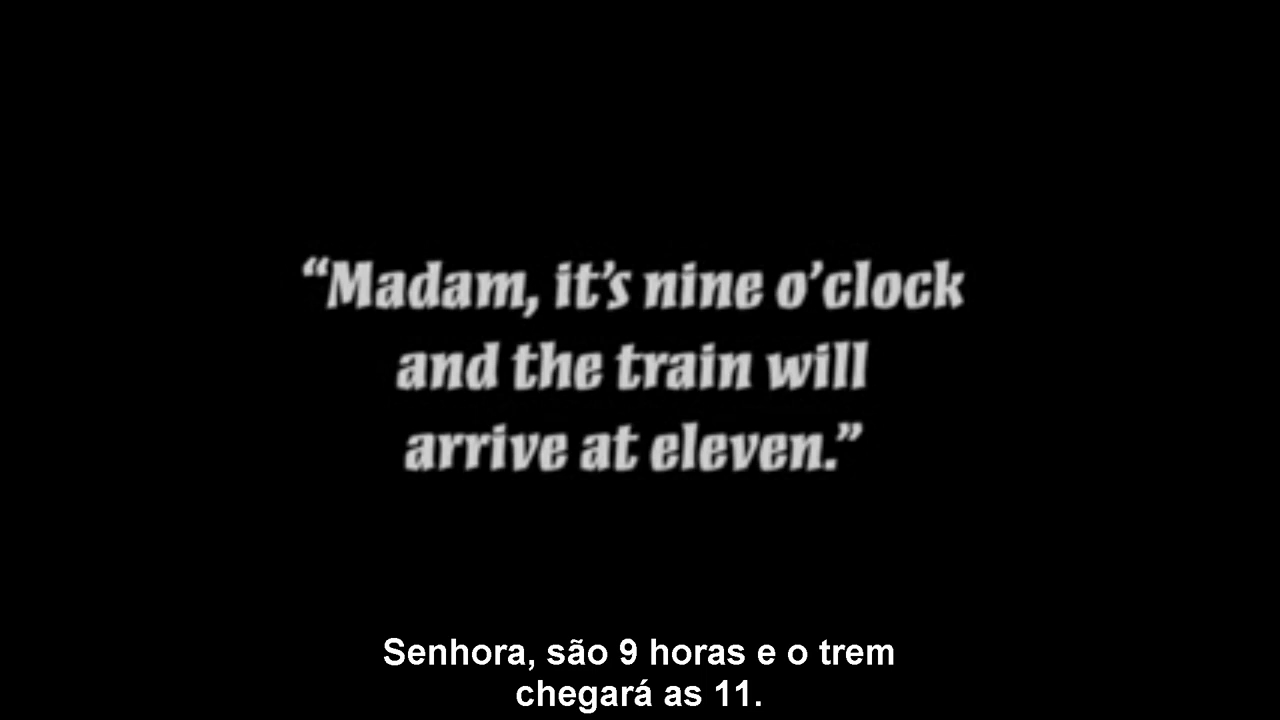 “Madam, it’s nine o’clock
and the train will
arrive at eleven.”
Senhora, são 9 horas e o trem
chegará as 11.